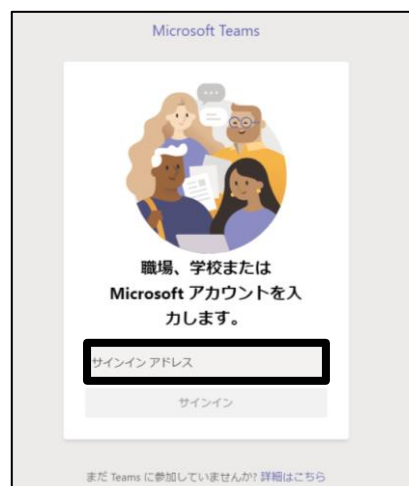 Microsoft Teams
職場、学校または
Microsoft アカウントを入
力します。
サインイン アドレス
サインイン
まだ Teams に参加していませんか? 詳細はこちら